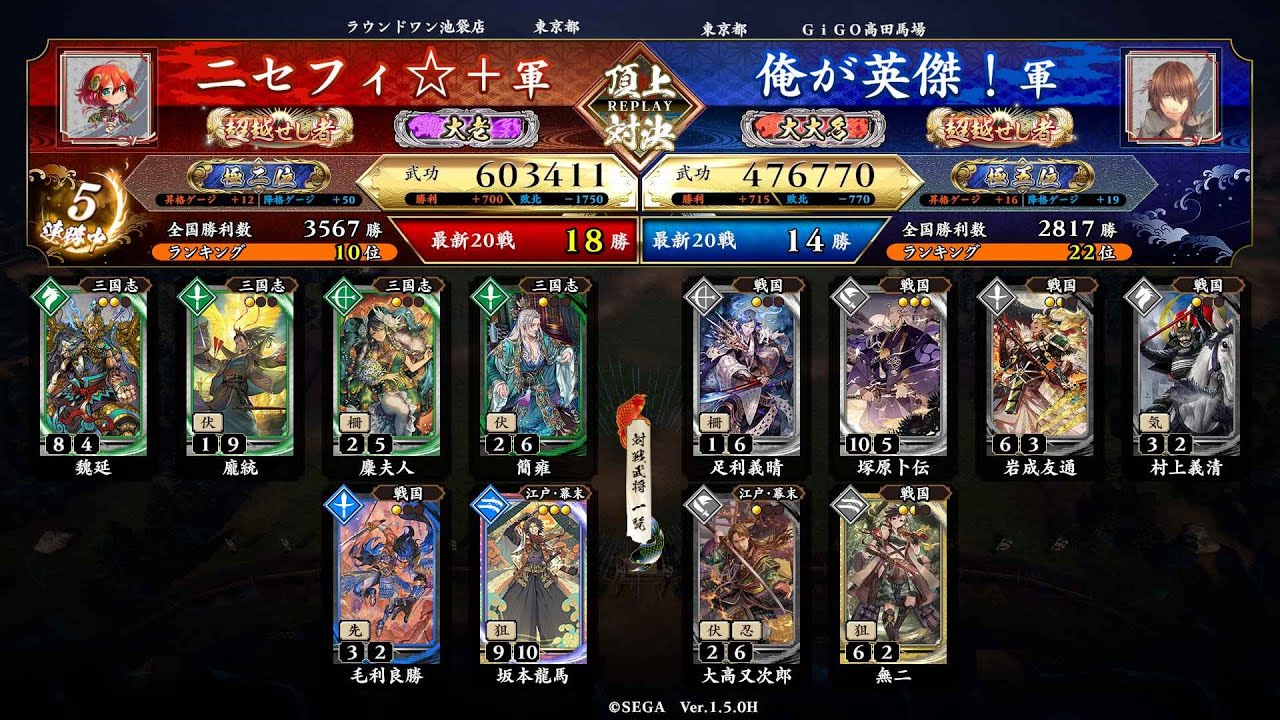 ラウンドワン池袋店 東京都
東京都 GiGO高田馬場
ニセフィ☆＋軍
頂上
REPLAY
対決
俺が英傑！軍
超越せし者 大老
大大名 超越せし者
極二位
昇格ゲージ +12 降格ゲージ +50
武功 603411
勝利 +700 敗北 -1750
武功 476770
勝利 +715 敗北 -770
極五位
昇格ゲージ +16 降格ゲージ +19
5
連勝中
全国勝利数 3567勝
ランキング 10位
最新20戦 18勝
最新20戦 14勝
全国勝利数 2817勝
ランキング 22位
三国志
8 4
魏延
三国志
伏
1 9
龐統
三国志
柵
2 5
麋夫人
三国志
伏
2 6
簡雍
戦国
柵
1 6
足利義晴
戦国
10 5
塚原卜伝
戦国
6 3
岩成友通
戦国
気
3 2
村上義清
対戦武将 一覧
戦国
先
3 2
毛利良勝
江戸・幕末
狙
9 10
坂本龍馬
江戸・幕末
伏 忍
2 6
大高又次郎
戦国
狙
6 2
無二
©SEGA Ver.1.5.0H